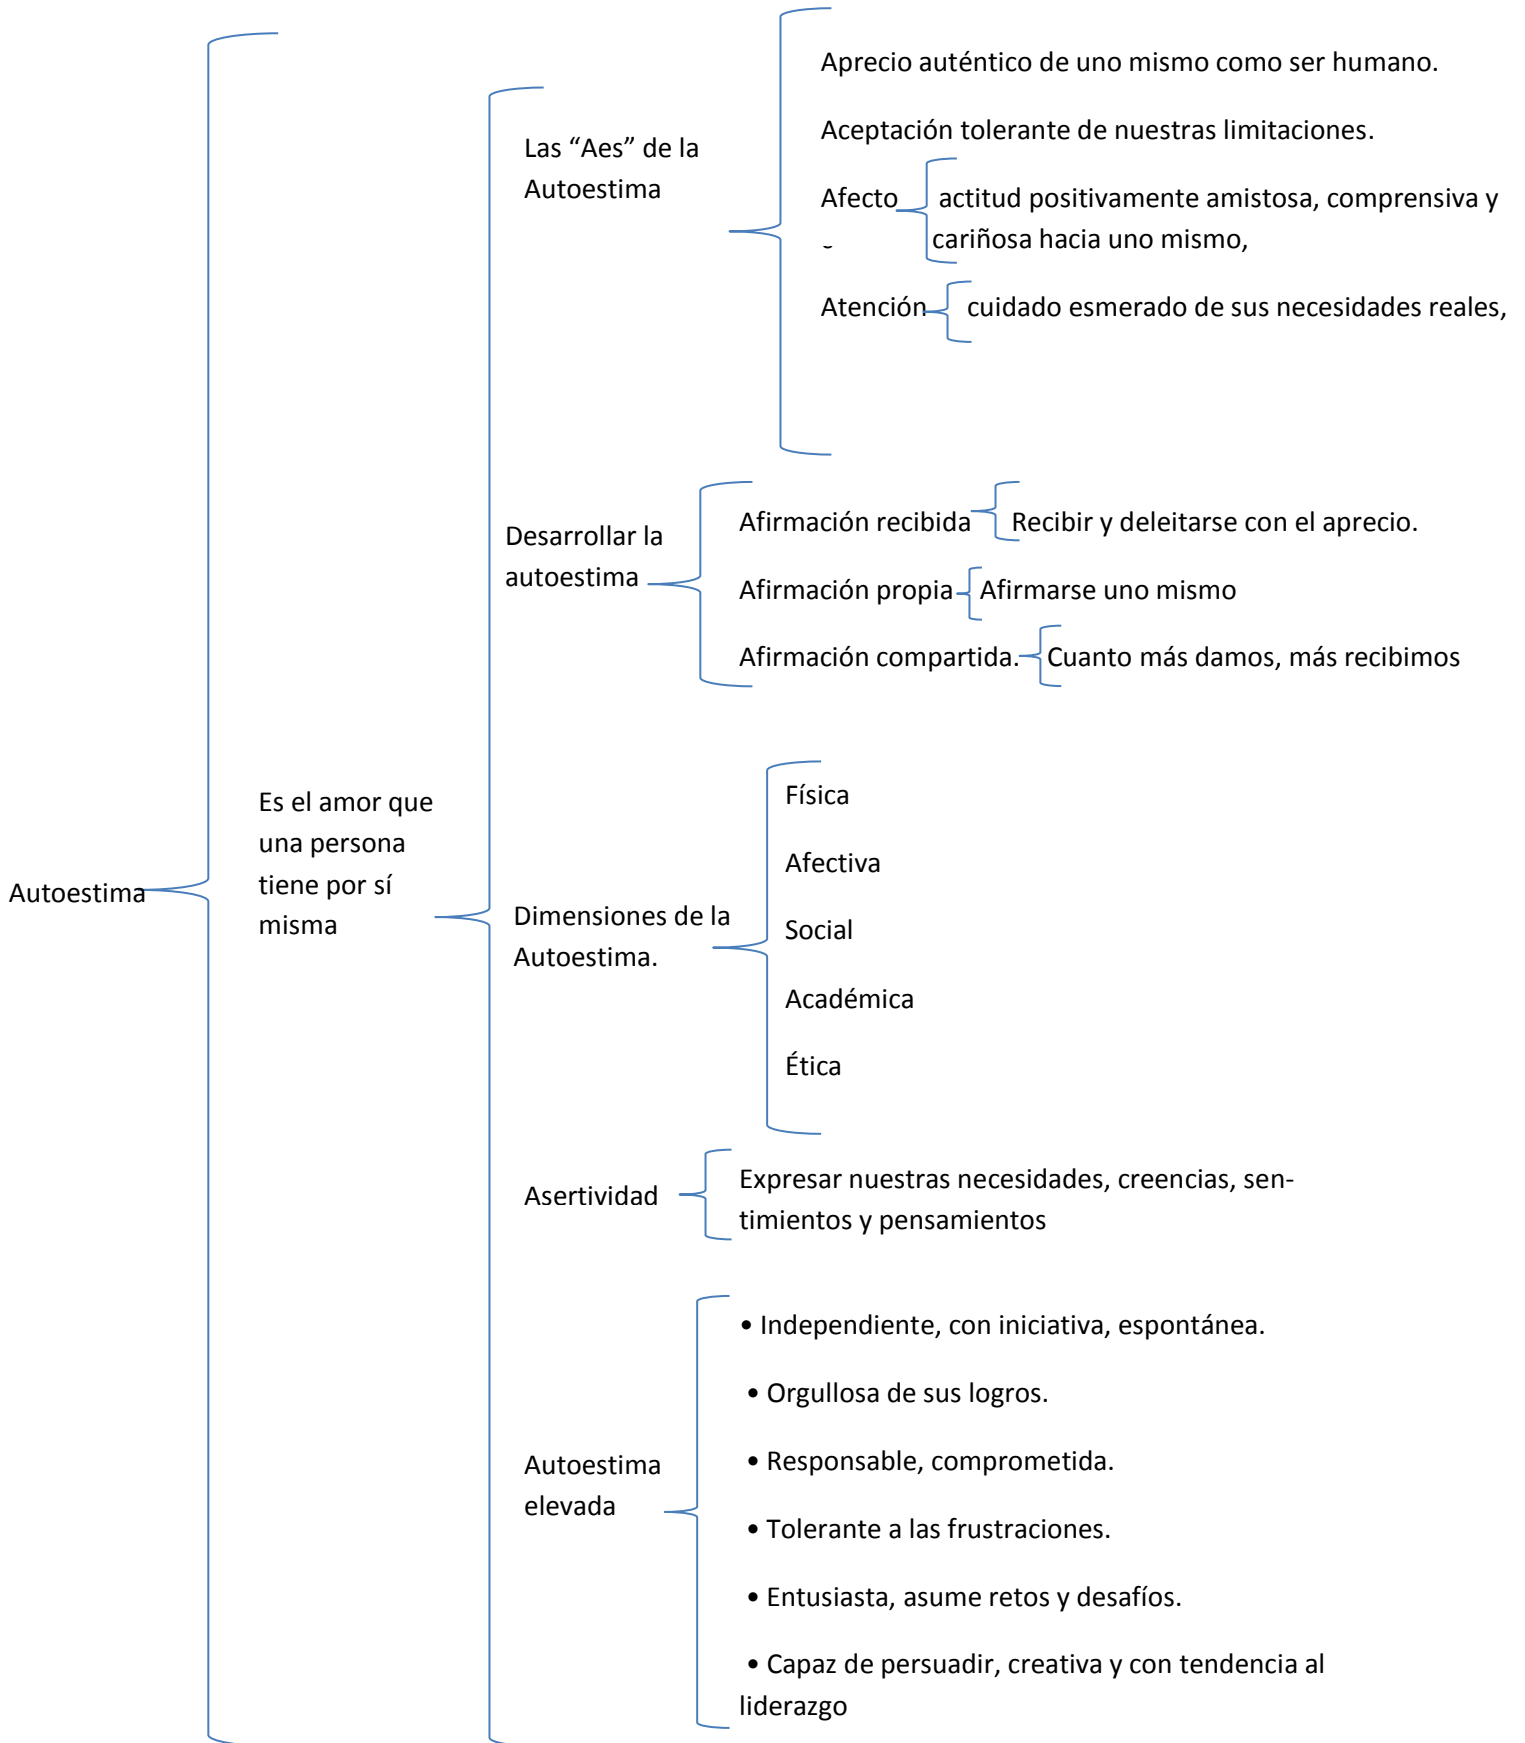 Autoestima
Es el amor que
una persona
tiene por sí
misma
Las “Aes” de la
Autoestima
Aprecio auténtico de uno mismo como ser humano.
Aceptación tolerante de nuestras limitaciones.
Afecto
actitud positivamente amistosa, comprensiva y
cariñosa hacia uno mismo,
Atención
cuidado esmerado de sus necesidades reales,
Desarrollar la
autoestima
Afirmación recibida
Recibir y deleitarse con el aprecio.
Afirmación propia
Afirmarse uno mismo
Afirmación compartida.
Cuanto más damos, más recibimos
Dimensiones de la
Autoestima.
Física
Afectiva
Social
Académica
Ética
Asertividad
Expresar nuestras necesidades, creencias, sen-
timientos y pensamientos
Autoestima
elevada
• Independiente, con iniciativa, espontánea.
• Orgullosa de sus logros.
• Responsable, comprometida.
• Tolerante a las frustraciones.
• Entusiasta, asume retos y desafíos.
• Capaz de persuadir, creativa y con tendencia al
liderazgo